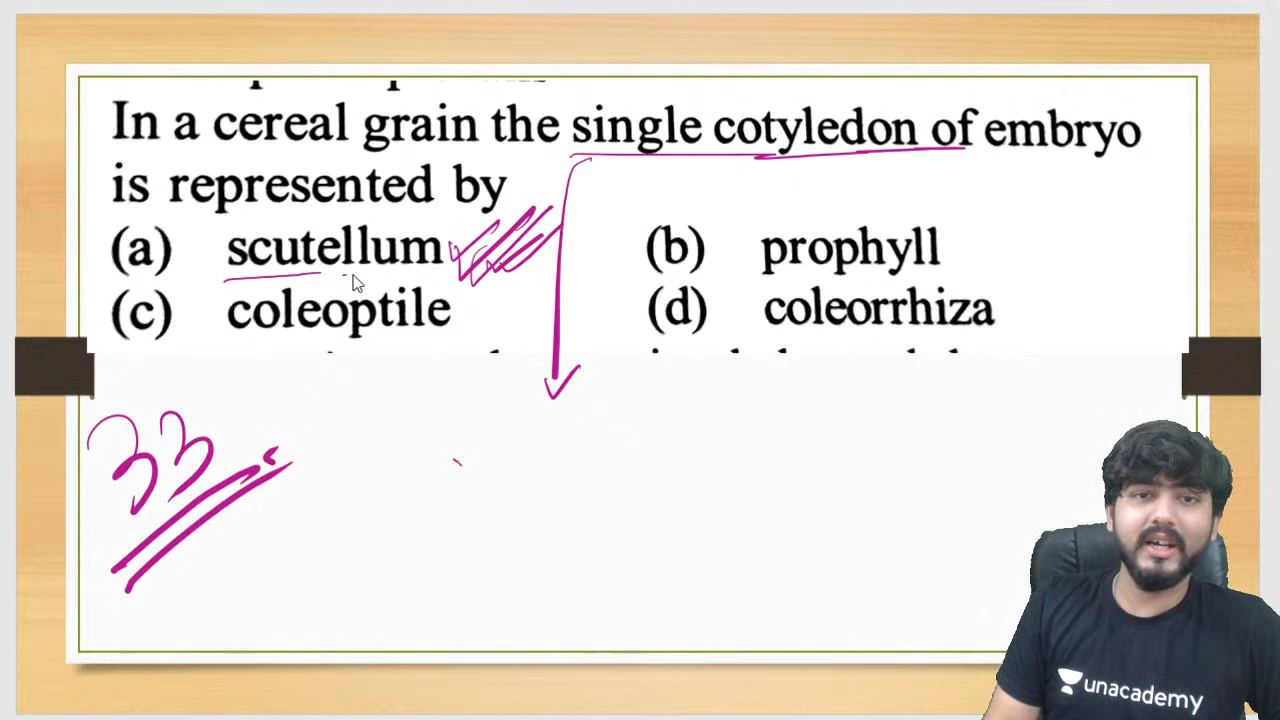 In a cereal grain the single cotyledon of embryo
is represented by
(a) scutellum (b) prophyll
(c) coleoptile (d) coleorrhiza
33
unacademy